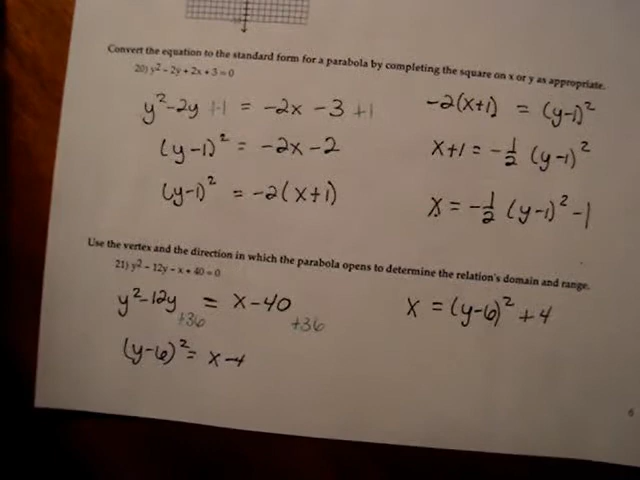 Convert the equation to the standard form for a parabola by completing the square on x or y as appropriate.
20) y² - 2y + 2x + 3 = 0
y² - 2y + 1 = -2x - 3 + 1
(y-1)² = -2x - 2
(y-1)² = -2(x+1)
-2(x+1) = (y-1)²
x+1 = -1/2 (y-1)²
x = -1/2 (y-1)² - 1
Use the vertex and the direction in which the parabola opens to determine the relation's domain and range.
21) y² - 12y - x + 40 = 0
y² - 12y = x - 40
+36 +36
(y-6)² = x - 4
x = (y-6)² + 4
6